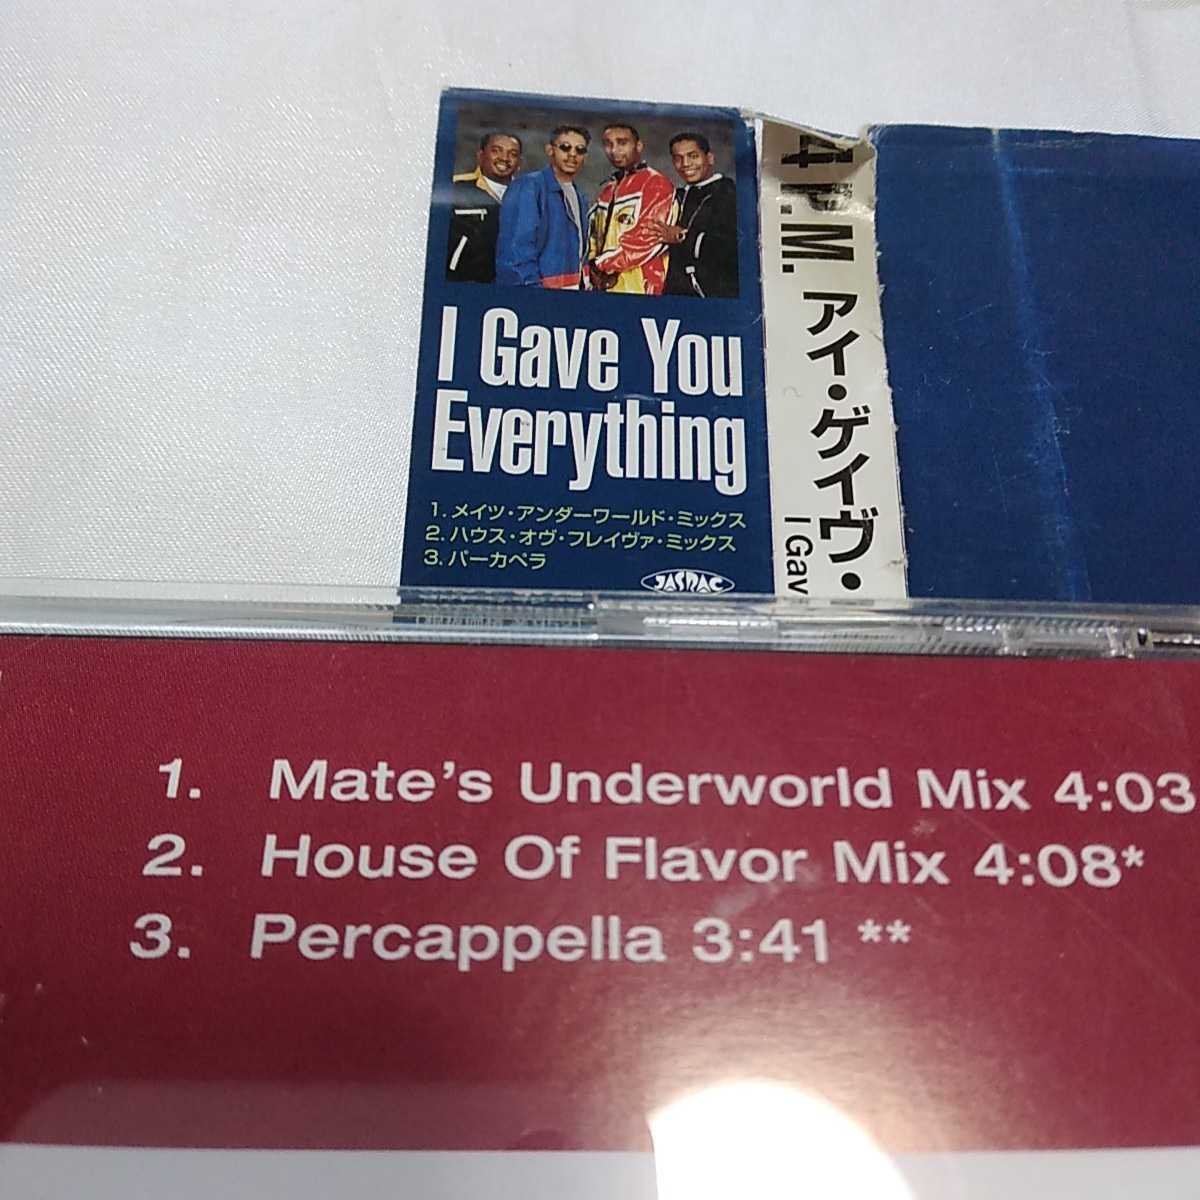 I Gave You
Everything
1. メイツ・アンダーワールド・ミックス
2. ハウス・オヴ・フレイヴァ・ミックス
3. パーカペラ
JASRAC
4 P.M. アイ・ゲイヴ・
I Gav
1. Mate's Underworld Mix 4:03
2. House Of Flavor Mix 4:08*
3. Percappella 3:41 **